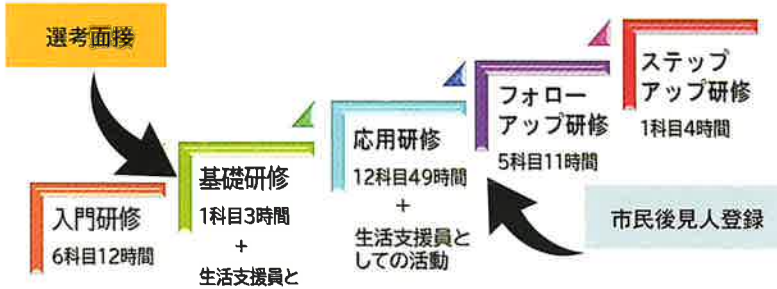 選考面接
入門研修
6科目12時間
基礎研修
1科目3時間
+
生活支援員と
応用研修
12科目49時間
+
生活支援員と
しての活動
フォロー
アップ研修
5科目11時間
ステップ
アップ研修
1科目4時間
市民後見人登録